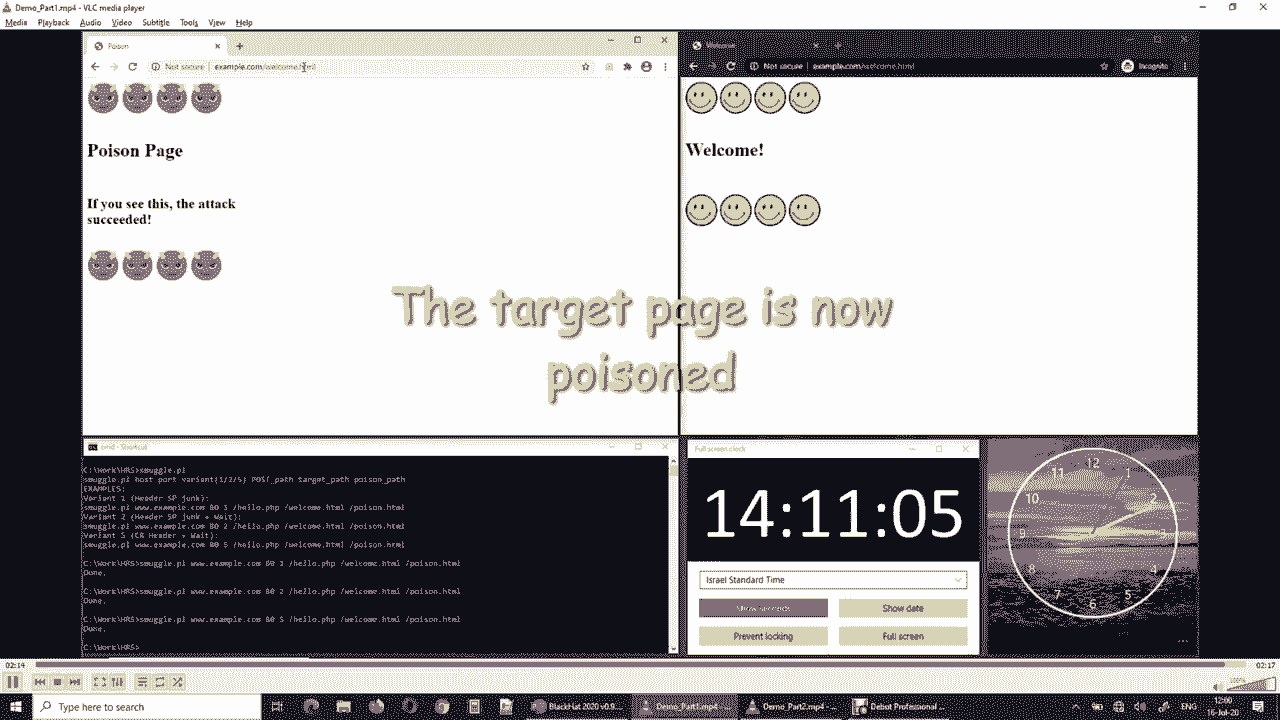 Demo_Part1.mp4 - VLC media player
Media Playback Audio Video Subtitle Tools View Help
Poison
Not secure | example.com/welcome.html
Poison Page
If you see this, the attack
succeeded!
Welcome
Not secure | example.com/welcome.html
Incognito
Welcome!
The target page is now
poisoned
cmd - Shortcut
C:\Work\HRS>smuggle.pl
smuggle.pl host port variant(1/2/5) POST_path target_path poison_path
EXAMPLES:
Variant 1 (Header SP junk):
smuggle.pl www.example.com 80 1 /hello.php /welcome.html /poison.html
Variant 2 (Header SP junk + Wait):
smuggle.pl www.example.com 80 2 /hello.php /welcome.html /poison.html
Variant 5 (CR Header + Wait):
smuggle.pl www.example.com 80 5 /hello.php /welcome.html /poison.html
C:\Work\HRS>smuggle.pl www.example.com 80 1 /hello.php /welcome.html /poison.html
Done.
C:\Work\HRS>smuggle.pl www.example.com 80 2 /hello.php /welcome.html /poison.html
Done.
C:\Work\HRS>smuggle.pl www.example.com 80 5 /hello.php /welcome.html /poison.html
Done.
C:\Work\HRS>
Full screen clock
14:11:05
Israel Standard Time
Show seconds Show date
Prevent locking Full screen
12
11 1
10 2
9 3
8 4
7 5
6
02:14 02:17
100%
Type here to search
BlackHat 2020 v0.9...
Demo_Part1.mp4 -...
Demo_Part2.mp4 -...
Debut Professional ...
ENG
12:00
16-Jul-20